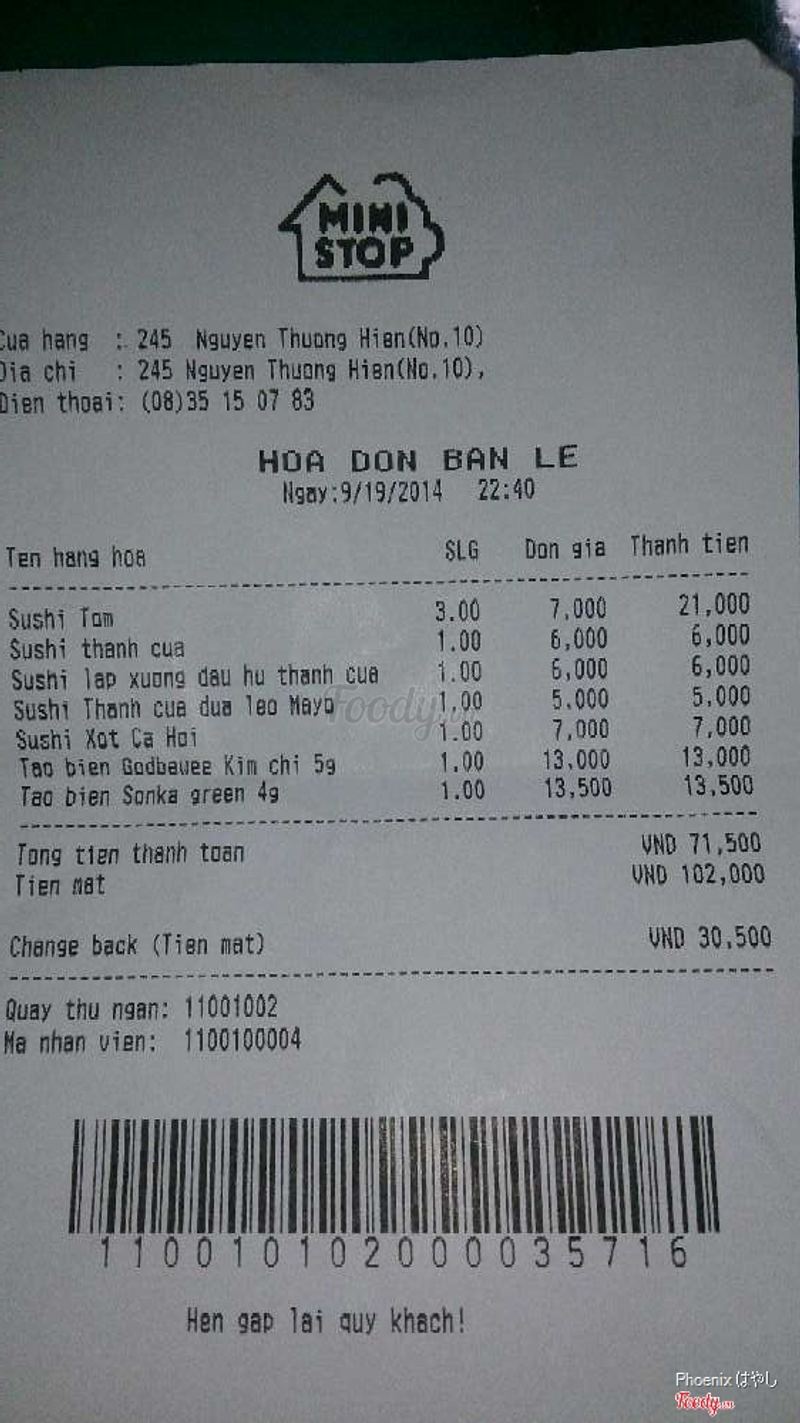 MINI
STOP
Cua hang : 245 Nguyen Thuong Hien(No.10)
Dia chi : 245 Nguyen Thuong Hien(No.10),
Dien thoai: (08)35 15 07 83
HOA DON BAN LE
Ngay:9/19/2014 22:40
Ten hang hoa SLG Don gia Thanh tien
Sushi Tom 3.00 7,000 21,000
Sushi thanh cua 1.00 6,000 6,000
Sushi lap xuong dau hu thanh cua 1.00 6,000 6,000
Sushi Thanh cua dua leo Mayo 1.00 5,000 5,000
Sushi Xot Ca Hoi 1.00 7,000 7,000
Tao bien Godbawee Kim chi 5g 1.00 13,000 13,000
Tao bien Sonka green 4g 1.00 13,500 13,500
Tong tien thanh toan VND 71,500
Tien mat VND 102,000
Change back (Tien mat) VND 30,500
Quay thu ngan: 11001002
Ma nhan vien: 1100100004
110010102000035716
Hen gap lai quy khach!
Phoenix はやし
Foody.vn